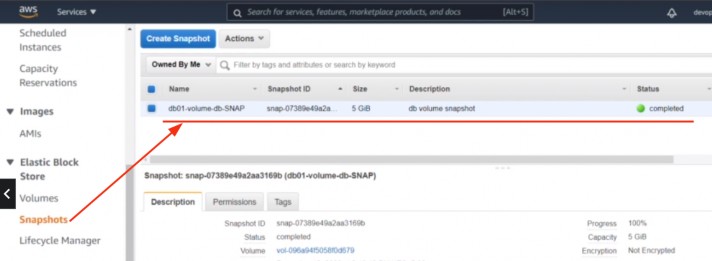 aws
Services
Search for services, features, marketplace products, and docs
[Alt+S]
devop
Scheduled
Instances
Capacity
Reservations
Images
AMIs
Elastic Block
Store
Volumes
Snapshots
Lifecycle Manager
Create Snapshot
Actions
Owned By Me
Filter by tags and attributes or search by keyword
Name
Snapshot ID
Size
Description
Status
db01-volume-db-SNAP
snap-07389e49a2a...
5 GiB
db volume snapshot
completed
Snapshot: snap-07389e49a2aa3169b (db01-volume-db-SNAP)
Description
Permissions
Tags
Snapshot ID
snap-07389e49a2aa3169b
Progress
100%
Status
completed
Capacity
5 GiB
Volume
vol-096a94f5058f0d679
Encryption
Not Encrypted